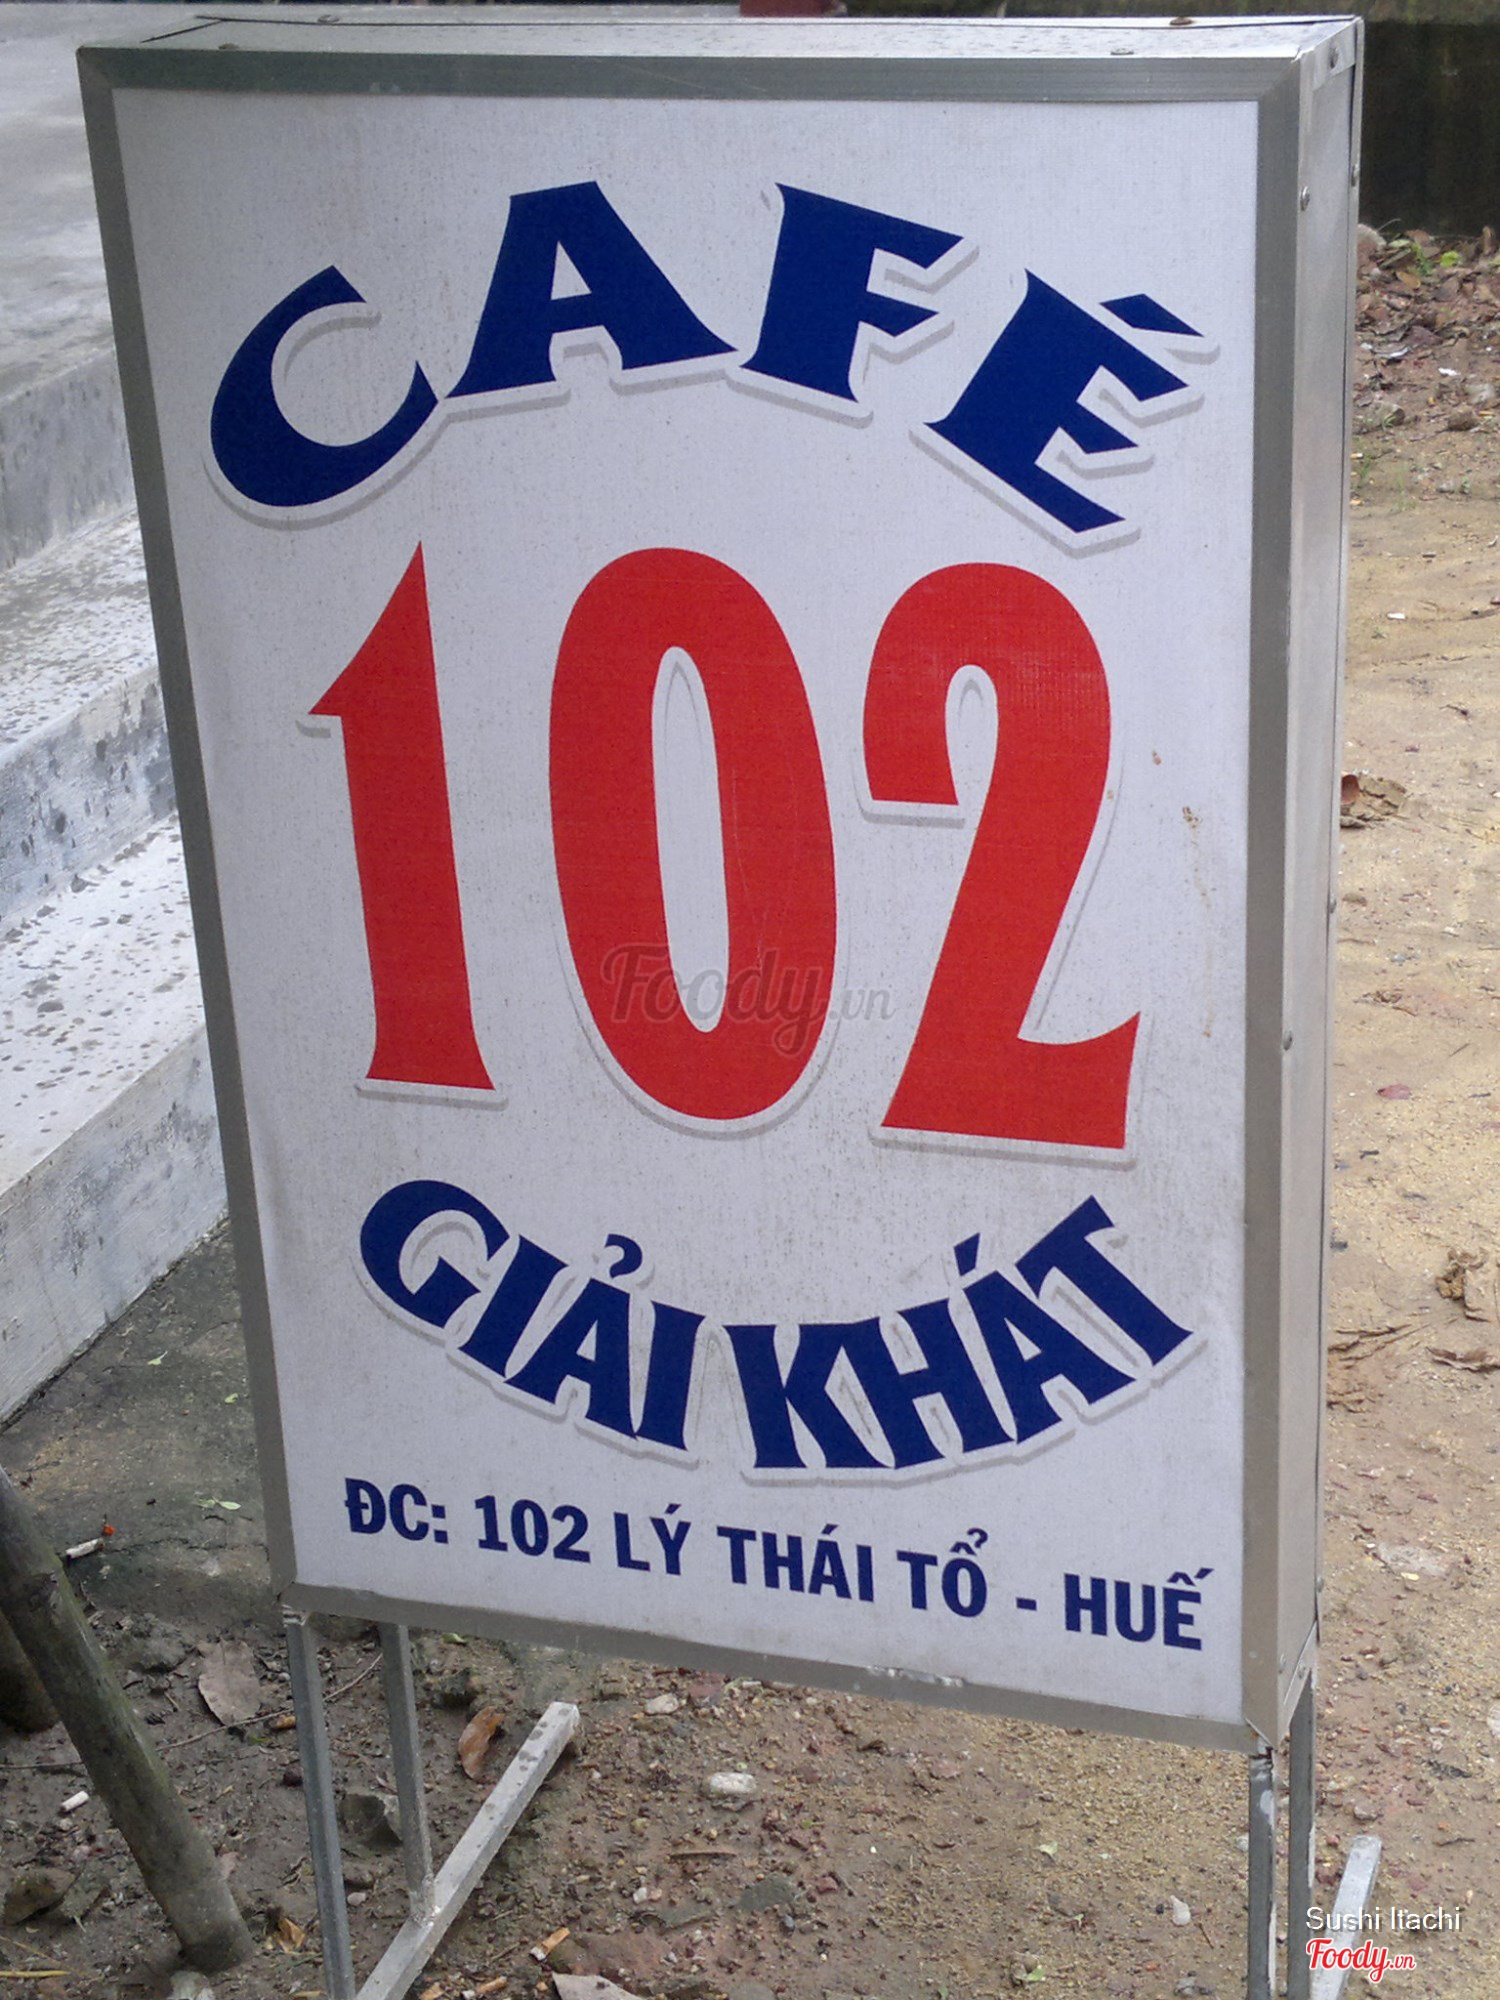 CAFÉ
102
Foody.vn
GIẢI KHÁT
ĐC: 102 LÝ THÁI TỔ - HUẾ
Sushi Itachi
Foody.vn